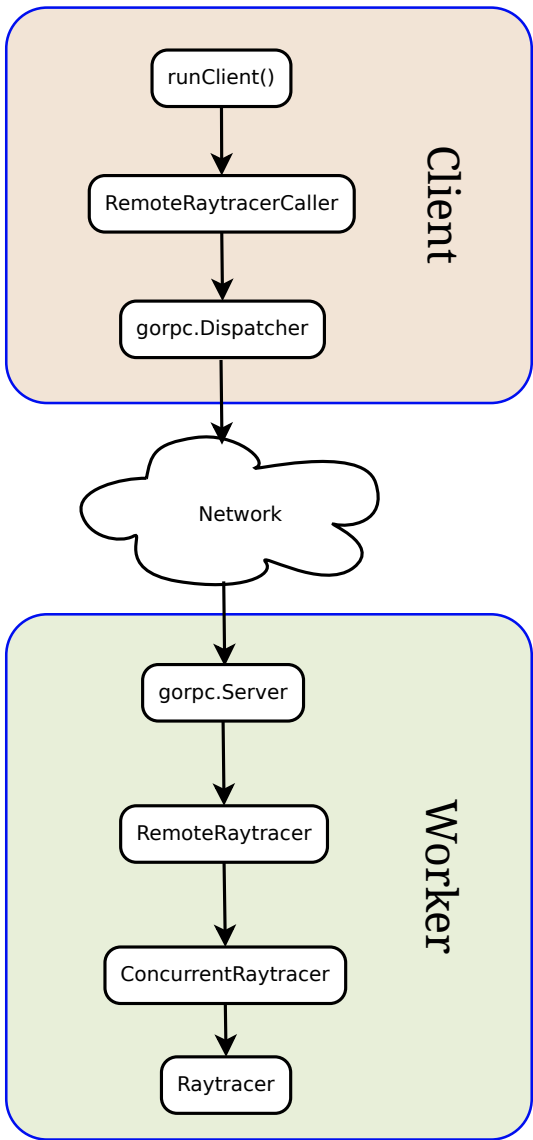 runClient()
RemoteRaytracerCaller
gorpc.Dispatcher
Client
Network
gorpc.Server
RemoteRaytracer
ConcurrentRaytracer
Raytracer
Worker